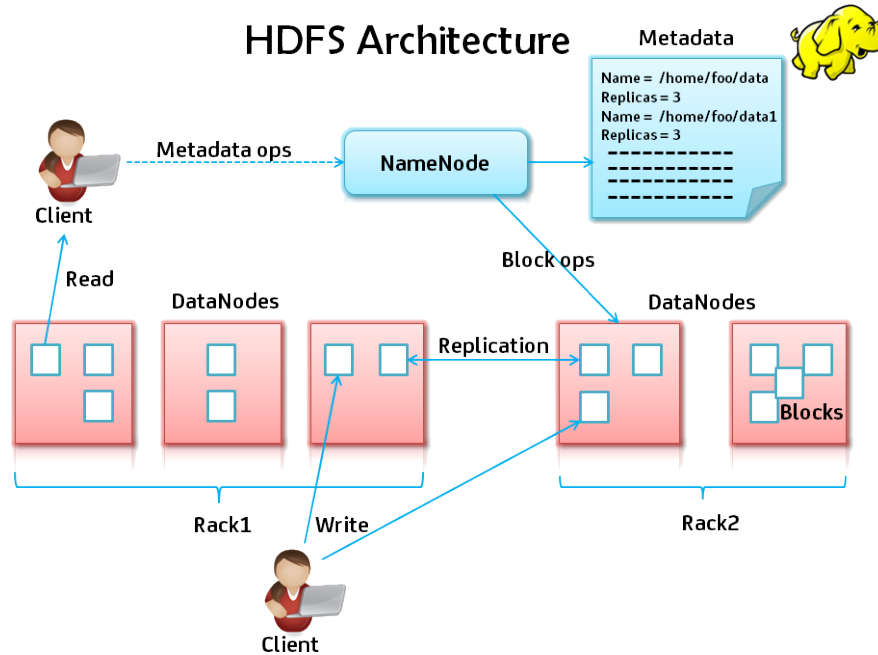 HDFS Architecture
Metadata
Name = /home/foo/data
Replicas = 3
Name = /home/foo/data1
Replicas = 3
Metadata ops
NameNode
Client
Block ops
Read
DataNodes
DataNodes
Replication
Blocks
Rack1
Write
Rack2
Client